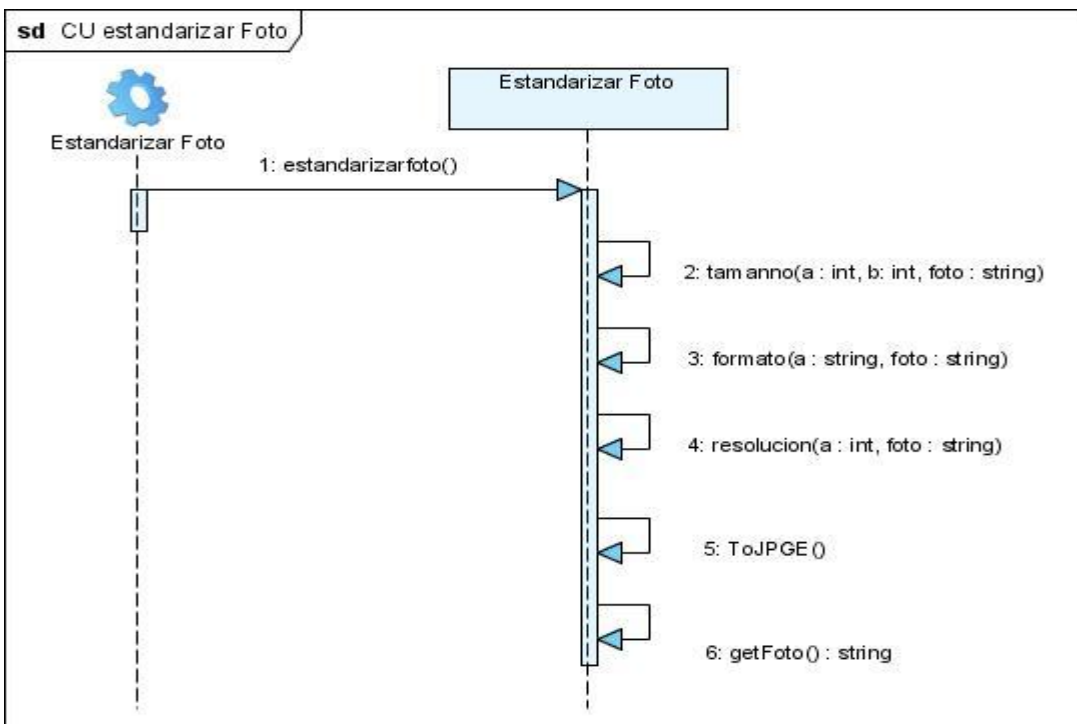 sd CU estandarizar Foto
Estandarizar Foto
Estandarizar Foto
1: estandarizarfoto()
2: tamanno(a : int, b: int, foto : string)
3: formato(a : string, foto : string)
4: resolucion(a : int, foto : string)
5: ToJPGE()
6: getFoto() : string